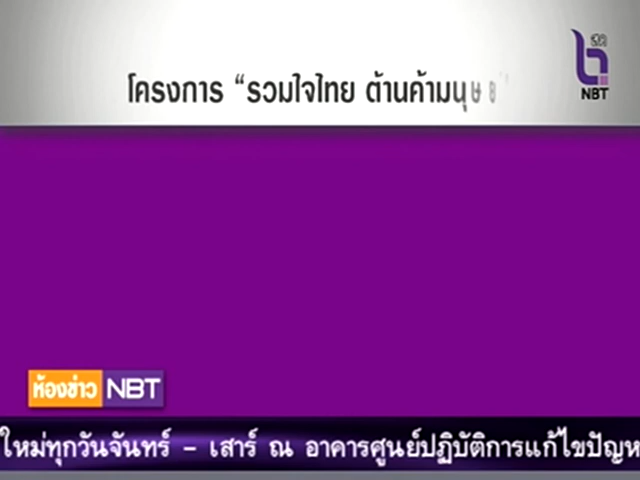 สด
NBT
โครงการ “รวมใจไทย ต้านค้ามนุษย์”
ห้องข่าว NBT
ใหม่ทุกวันจันทร์ – เสาร์ ณ อาคารศูนย์ปฏิบัติการแก้ไขปัญห